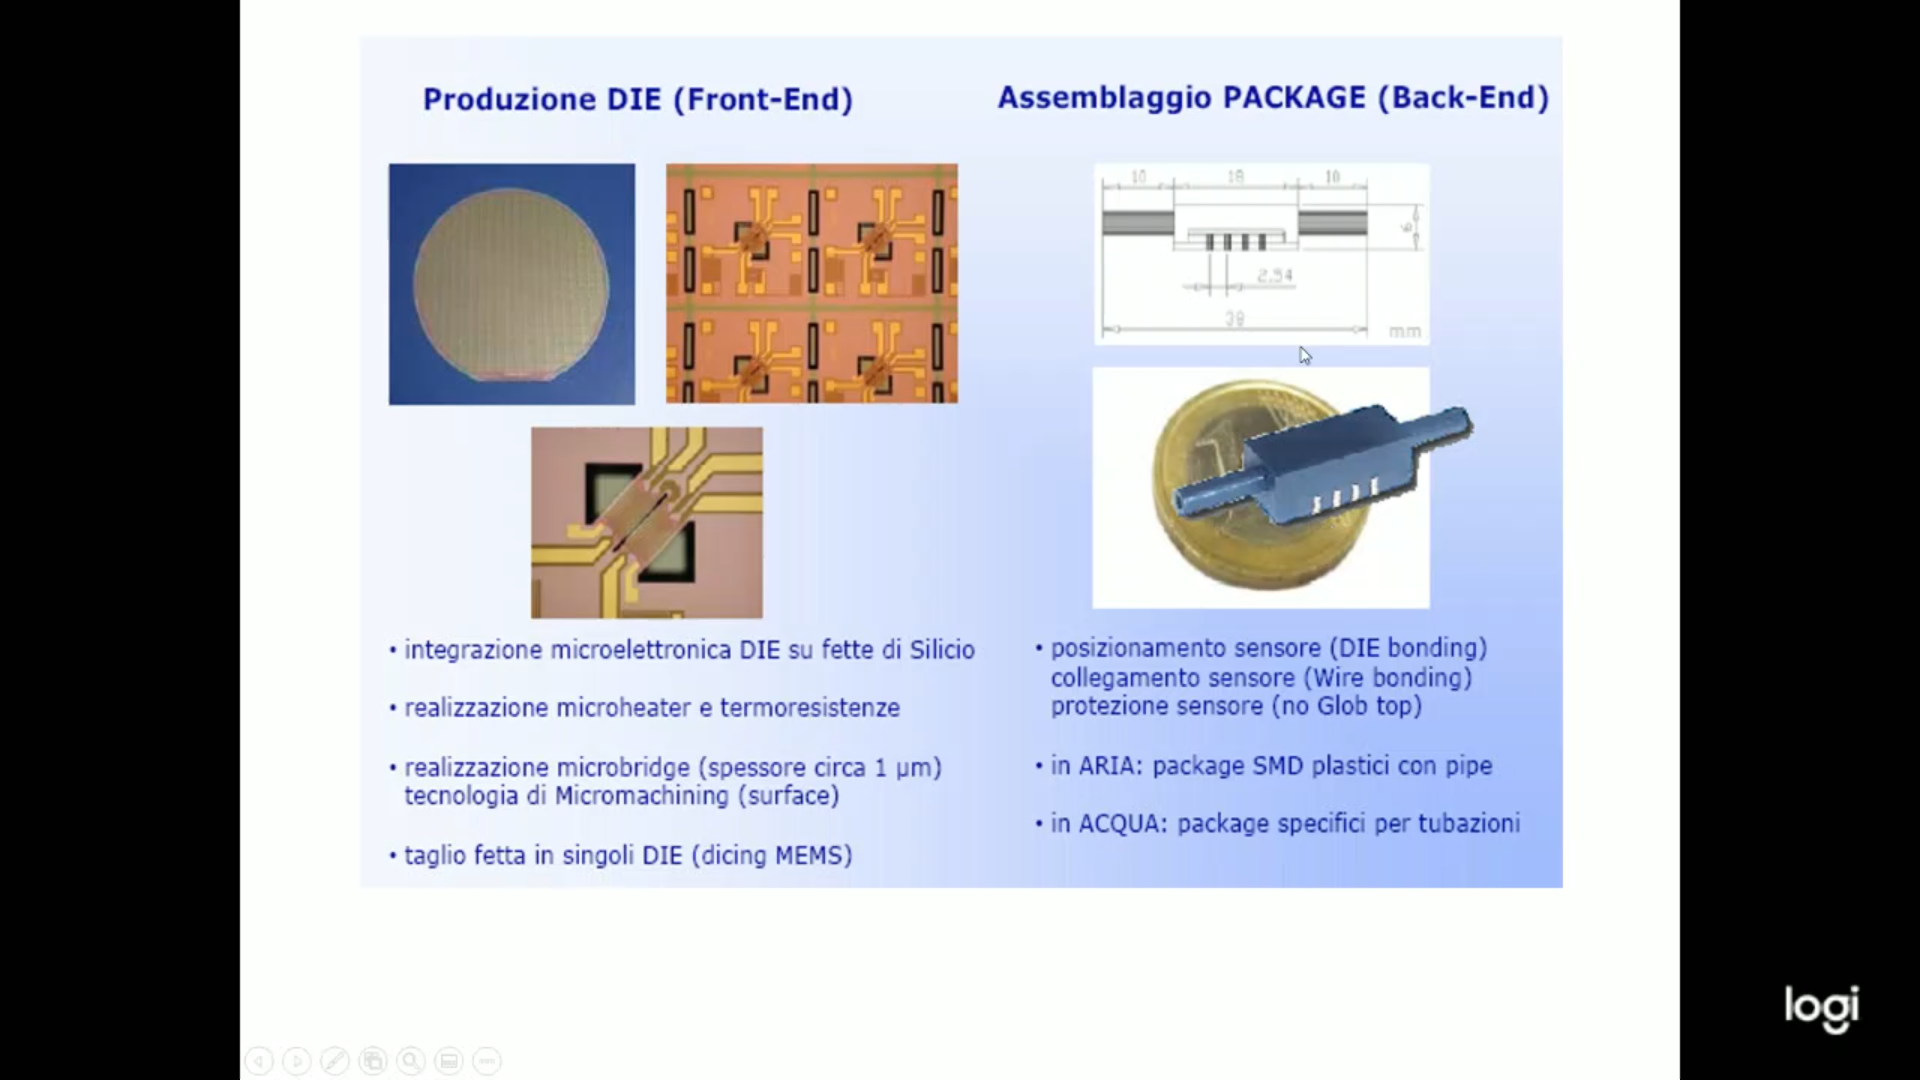 Produzione DIE (Front-End)
Assemblaggio PACKAGE (Back-End)
10
18
10
6
2.54
38
mm
• integrazione microelettronica DIE su fette di Silicio
• realizzazione microheater e termoresistenze
• realizzazione microbridge (spessore circa 1 µm)
tecnologia di Micromachining (surface)
• taglio fetta in singoli DIE (dicing MEMS)
• posizionamento sensore (DIE bonding)
collegamento sensore (Wire bonding)
protezione sensore (no Glob top)
• in ARIA: package SMD plastici con pipe
• in ACQUA: package specifici per tubazioni
logi